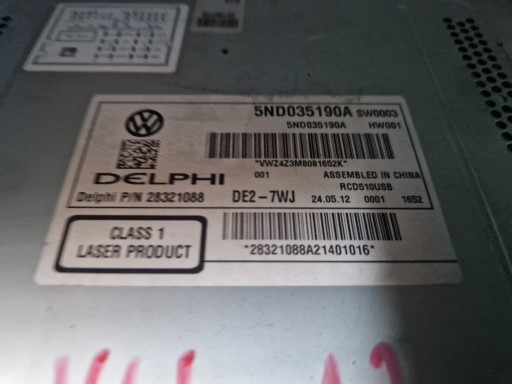 5ND035190A SW0003
5ND035190A HW001
*VWZ4Z3M8081652K*
001 ASSEMBLED IN CHINA
DELPHI RCD510USB
Delphi P/N 28321088 DE2-7WJ 24.05.12 0001 1652
CLASS 1
LASER PRODUCT
*28321088A21401016*